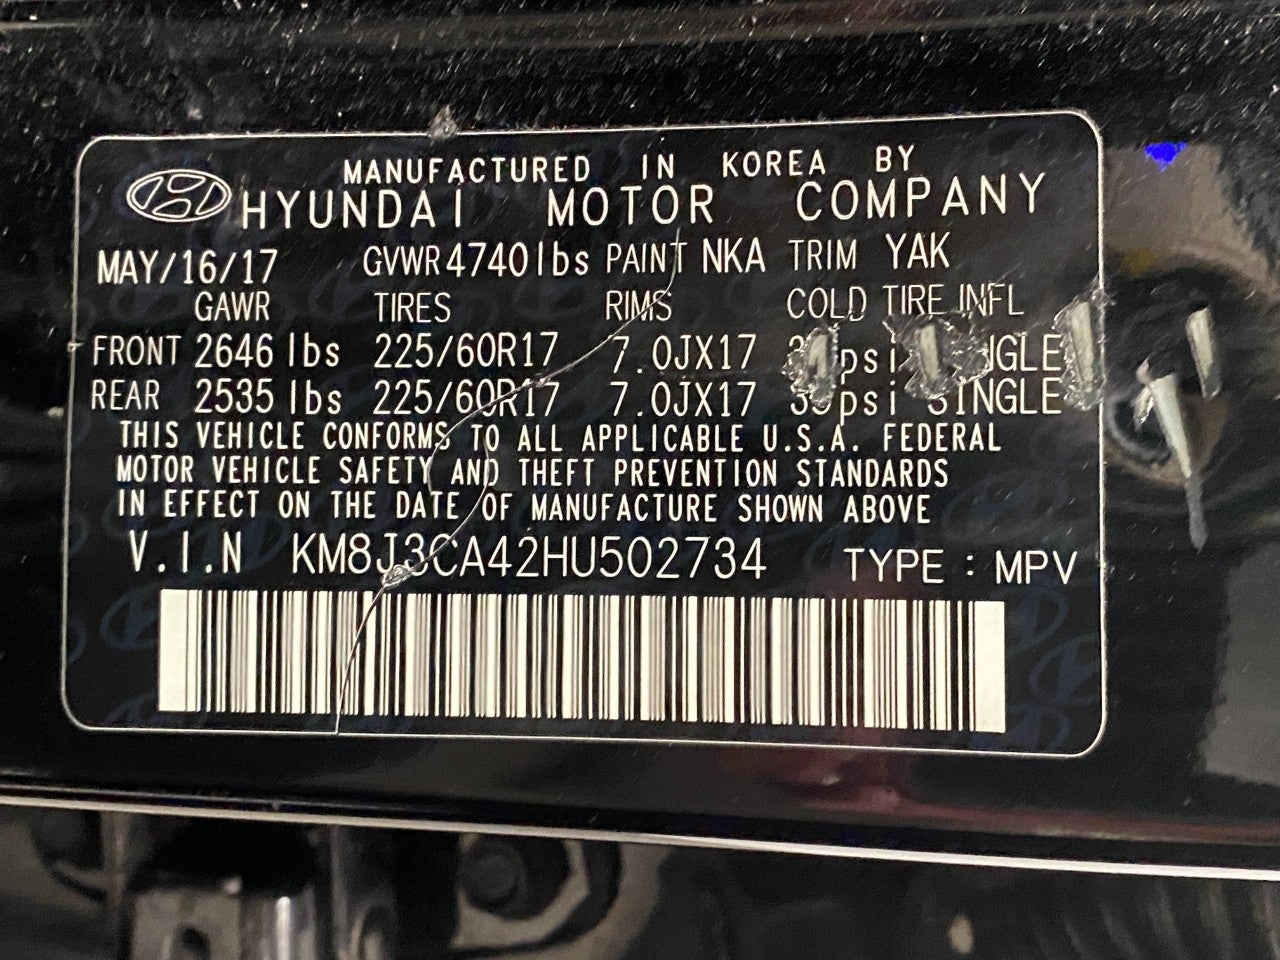 MANUFACTURED IN KOREA BY
HYUNDAI MOTOR COMPANY
MAY/16/17 GVWR 4740lbs PAINT NKA TRIM YAK
GAWR TIRES RIMS COLD TIRE INFL
FRONT 2646 lbs 225/60R17 7.0JX17 psi
REAR 2535 lbs 225/60R17 7.0JX17 psi SINGLE
THIS VEHICLE CONFORMS TO ALL APPLICABLE U.S.A. FEDERAL
MOTOR VEHICLE SAFETY AND THEFT PREVENTION STANDARDS
IN EFFECT ON THE DATE OF MANUFACTURE SHOWN ABOVE
V.I.N KM8J3CA42HU502734 TYPE : MPV